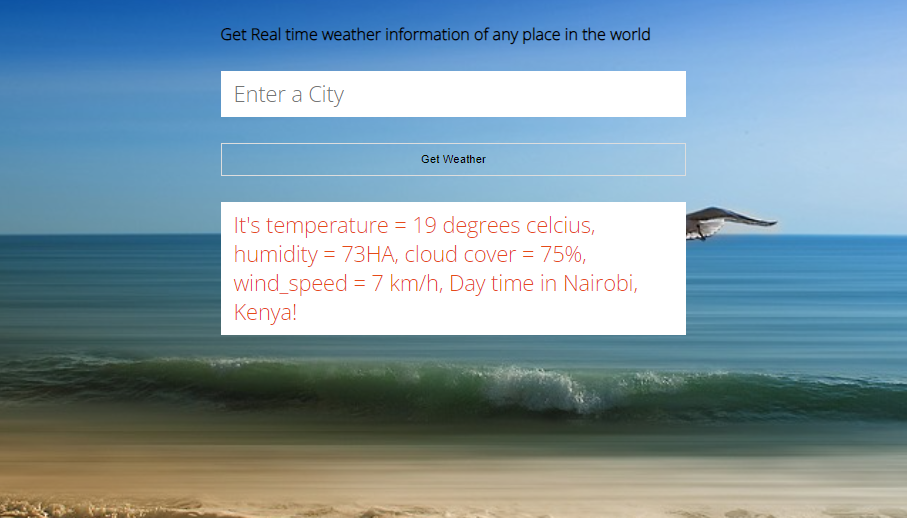 Get Real time weather information of any place in the world
Enter a City
Get Weather
It's temperature = 19 degrees celcius,
humidity = 73HA, cloud cover = 75%,
wind_speed = 7 km/h, Day time in Nairobi,
Kenya!